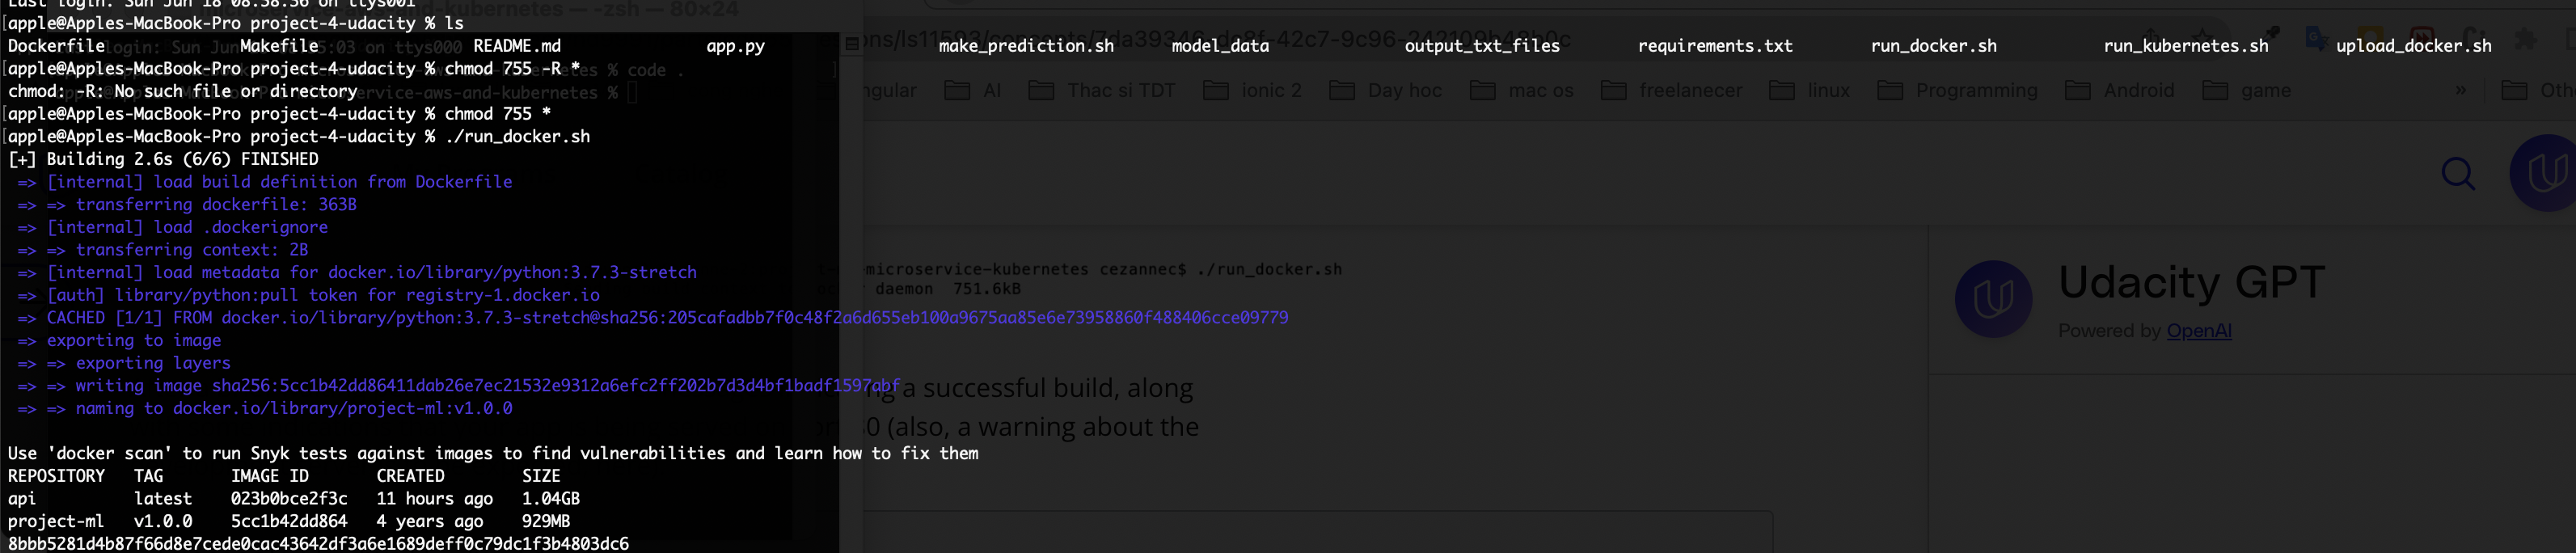 Last login: Sun Jun 18 08:38:36 on ttys001
[apple@Apples-MacBook-Pro project-4-udacity % ls
Dockerfile Makefile README.md app.py make_prediction.sh model_data output_txt_files requirements.txt run_docker.sh run_kubernetes.sh upload_docker.sh
[apple@Apples-MacBook-Pro project-4-udacity % chmod 755 -R *
chmod: -R: No such file or directory
[apple@Apples-MacBook-Pro project-4-udacity % chmod 755 *
[apple@Apples-MacBook-Pro project-4-udacity % ./run_docker.sh
[+] Building 2.6s (6/6) FINISHED
=> [internal] load build definition from Dockerfile
=> => transferring dockerfile: 363B
=> [internal] load .dockerignore
=> => transferring context: 2B
=> [internal] load metadata for docker.io/library/python:3.7.3-stretch
=> [auth] library/python:pull token for registry-1.docker.io
=> CACHED [1/1] FROM docker.io/library/python:3.7.3-stretch@sha256:205cafadbb7f0c48f2a6d655eb100a9675aa85e6e73958860f488406cce09779
=> exporting to image
=> => exporting layers
=> => writing image sha256:5cc1b42dd86411dab26e7ec21532e9312a6efc2ff202b7d3d4bf1badf1597abf
=> => naming to docker.io/library/project-ml:v1.0.0
Use 'docker scan' to run Snyk tests against images to find vulnerabilities and learn how to fix them
REPOSITORY TAG IMAGE ID CREATED SIZE
api latest 023b0bce2f3c 11 hours ago 1.04GB
project-ml v1.0.0 5cc1b42dd864 4 years ago 929MB
8bbb5281d4b87f66d8e7cede0cac43642df3a6e1689deff0c79dc1f3b4803dc6
-zsh — 80×24
code .
ngular AI Thac si TDT ionic 2 Day hoc mac os freelanecer linux Programming Android game » Oth
microservice-kubernetes cezannec$ ./run_docker.sh
daemon 751.6kB
a successful build, along
0 (also, a warning about the
Udacity GPT
Powered by OpenAI